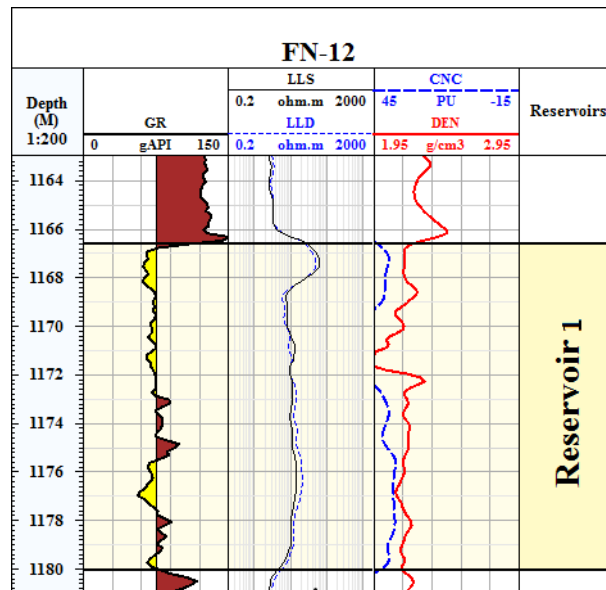 FN-12
Depth
(M)
1:200
GR
0 gAPI 150
LLS
0.2 ohm.m 2000
LLD
0.2 ohm.m 2000
CNC
45 PU -15
DEN
1.95 g/cm3 2.95
Reservoirs
1164
1166
1168
1170
1172
1174
1176
1178
1180
Reservoir 1